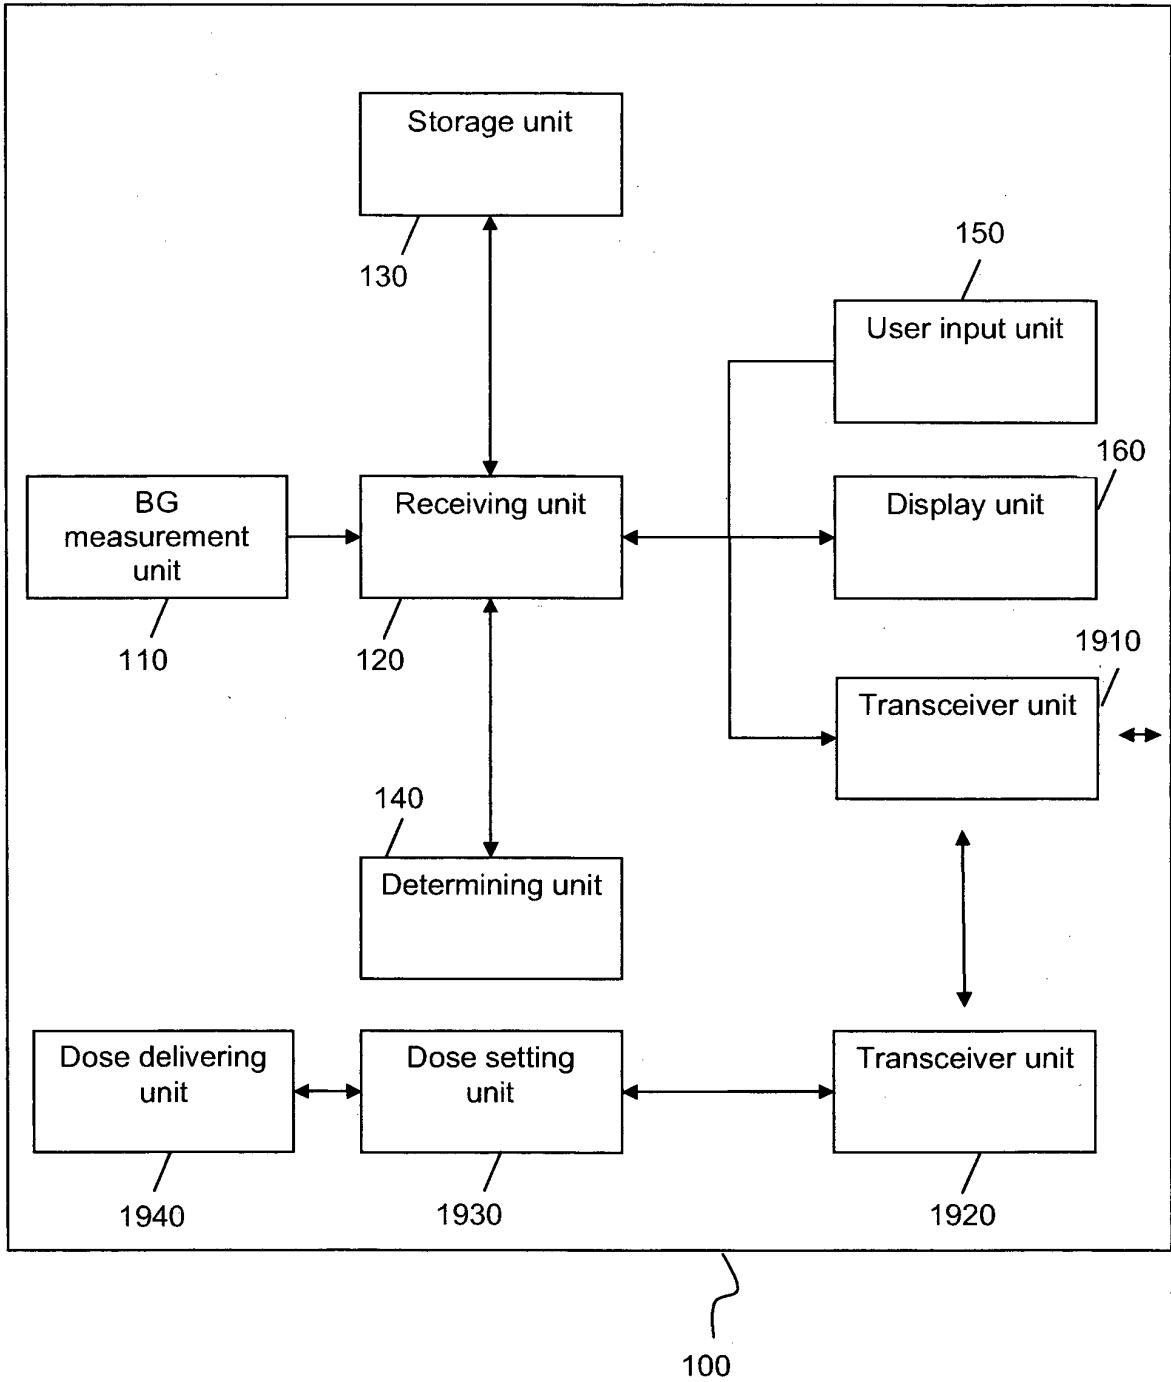 Storage unit
130
150
User input unit
160
BG
measurement
unit
Receiving unit
Display unit
110
120
1910
Transceiver unit
140
Determining unit
Dose delivering
unit
Dose setting
unit
Transceiver unit
1940
1930
1920
100